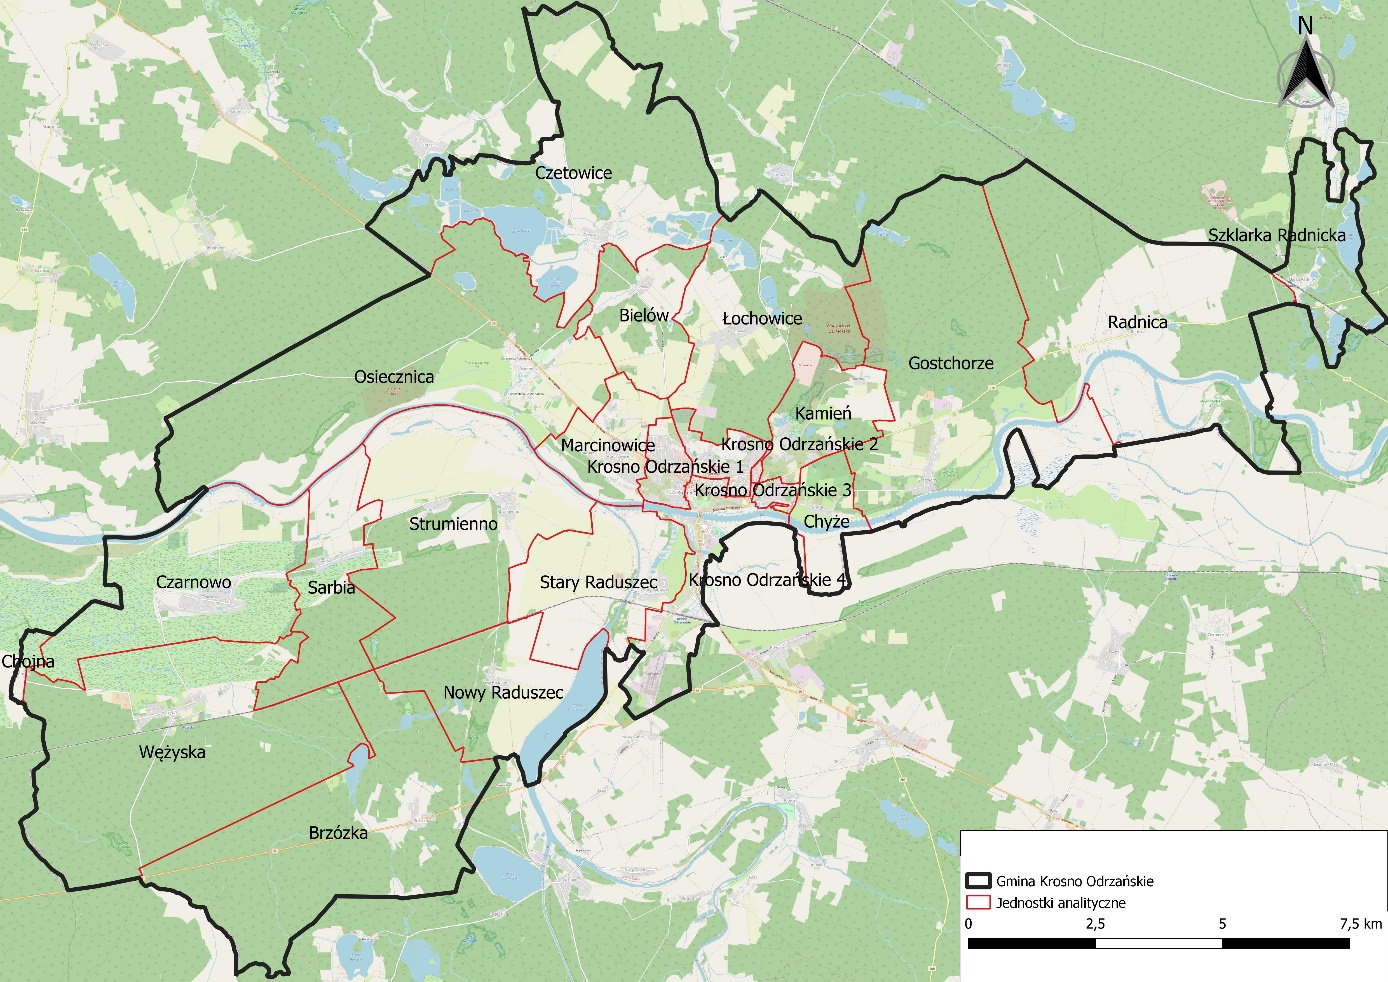 N
Czetowice
Szklarka Radnicka
Bielów
Łochowice
Radnica
Gostchorze
Osiecznica
Kamień
Marcinowice
Krosno Odrzańskie 2
Krosno Odrzańskie 1
Krosno Odrzańskie 3
Strumienno
Chyże
Czarnowo
Sarbia
Stary Raduszec
Krosno Odrzańskie 4
Chojna
Nowy Raduszec
Wężyska
Brzózka
Gmina Krosno Odrzańskie
Jednostki analityczne
0 2,5 5 7,5 km